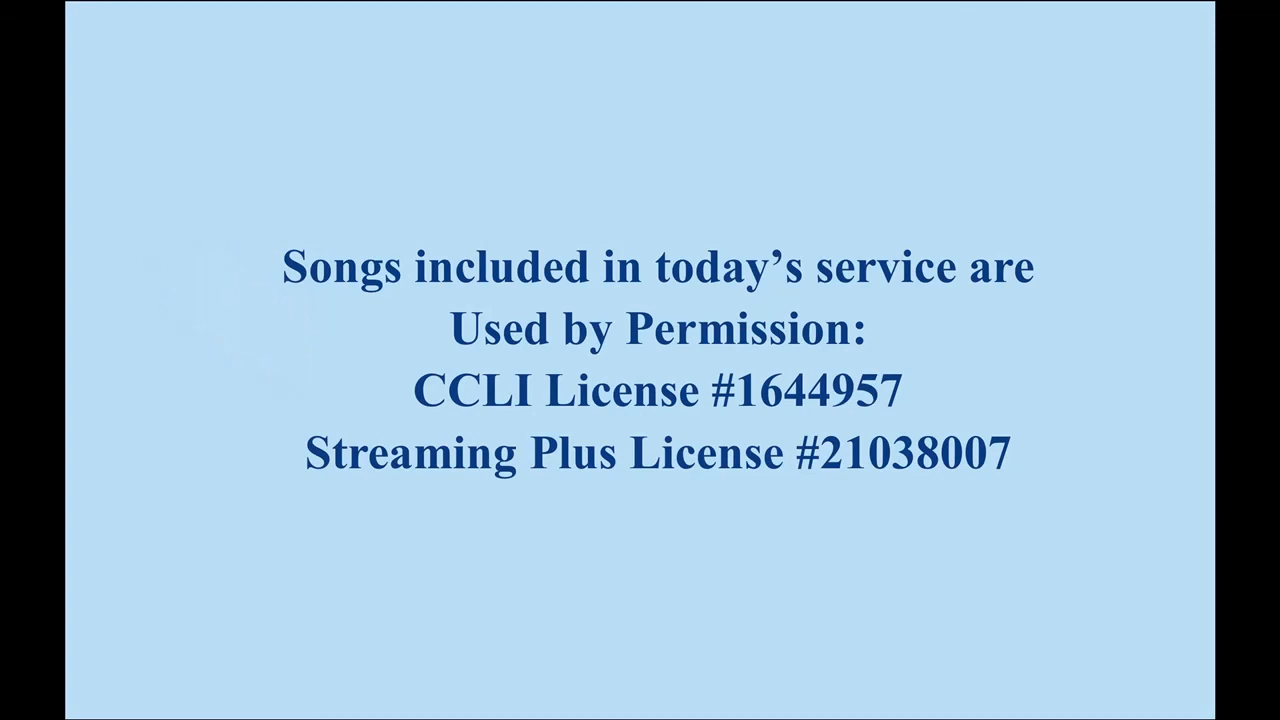 Songs included in today’s service are
Used by Permission:
CCLI License #1644957
Streaming Plus License #21038007